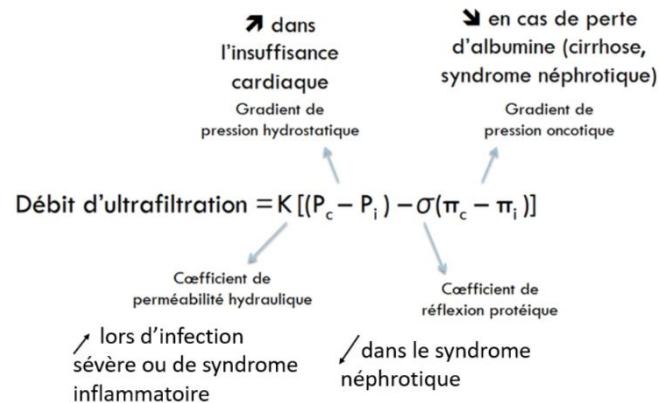 ↗ dans
l'insuffisance
cardiaque
Gradient de
pression hydrostatique
↘ en cas de perte
d'albumine (cirrhose,
syndrome néphrotique)
Gradient de
pression oncotique
Débit d'ultrafiltration = K [(Pc – Pi) – σ(πc – πi)]
Cœfficient de
perméabilité hydraulique
↗ lors d'infection
sévère ou de syndrome
inflammatoire
Cœfficient de
réflexion protéique
↙ dans le syndrome
néphrotique